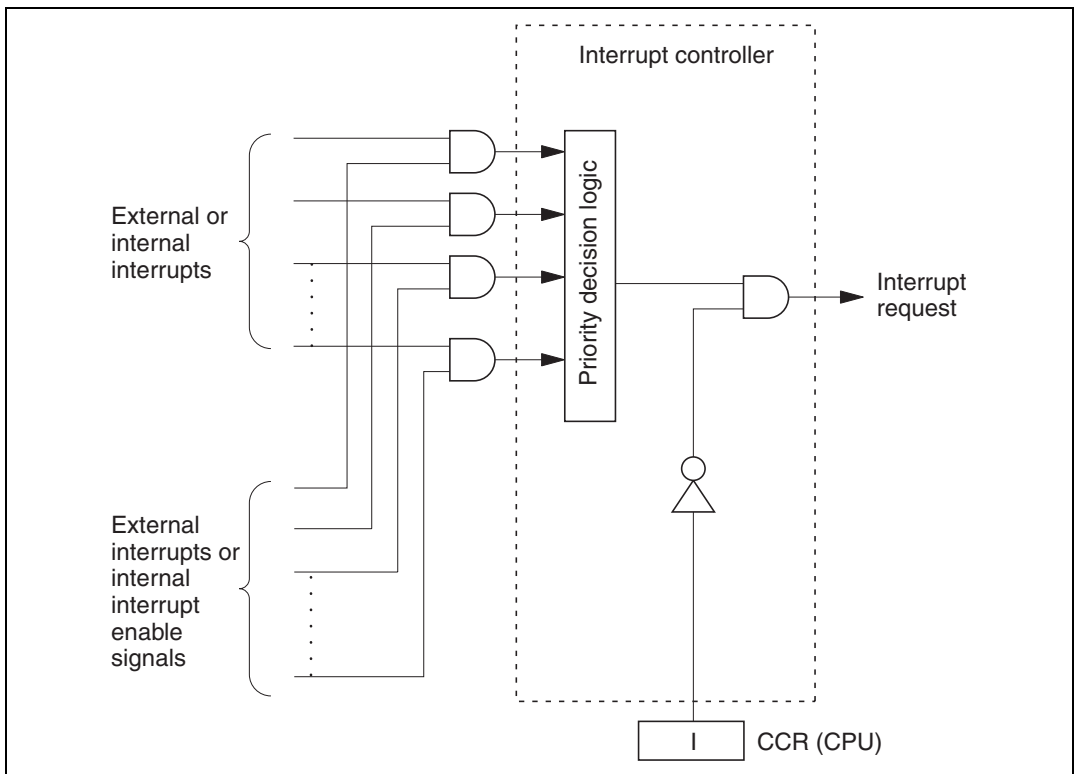 Interrupt controller
External or
internal
interrupts
Priority decision logic
Interrupt
request
External
interrupts or
internal
interrupt
enable
signals
I
CCR (CPU)